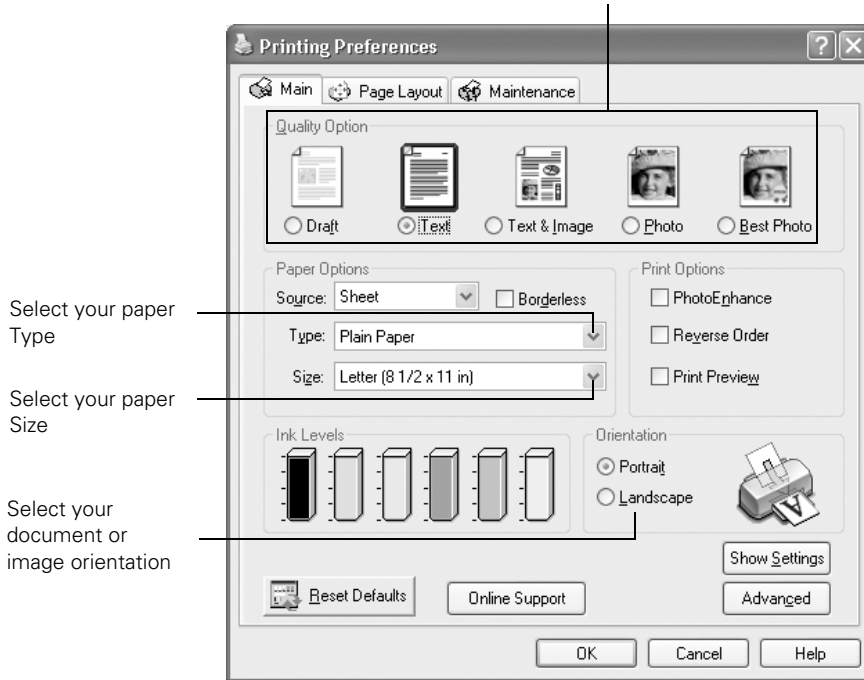 Printing Preferences
Main
Page Layout
Maintenance
Quality Option
Draft
Text
Text & Image
Photo
Best Photo
Paper Options
Source: Sheet
Borderless
Type: Plain Paper
Size: Letter (8 1/2 x 11 in)
Print Options
PhotoEnhance
Reverse Order
Print Preview
Select your paper
Type
Select your paper
Size
Ink Levels
Orientation
Portrait
Landscape
Select your
document or
image orientation
Show Settings
Reset Defaults
Online Support
Advanced
OK
Cancel
Help